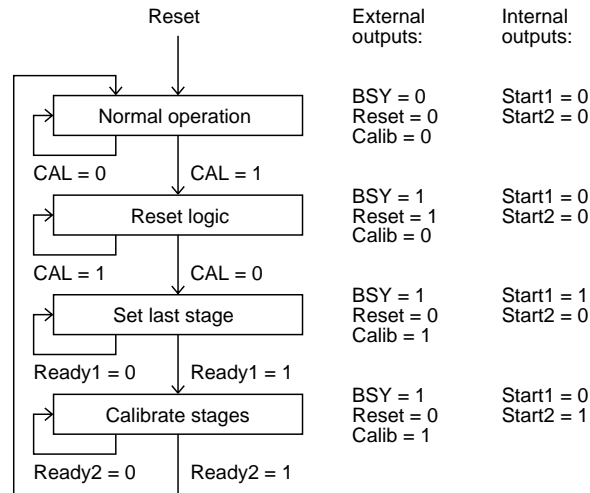 Reset
External
outputs:
Internal
outputs:
Normal operation
BSY = 0
Reset = 0
Calib = 0
Start1 = 0
Start2 = 0
CAL = 0
CAL = 1
Reset logic
BSY = 1
Reset = 1
Calib = 0
Start1 = 0
Start2 = 0
CAL = 1
CAL = 0
Set last stage
BSY = 1
Reset = 0
Calib = 1
Start1 = 1
Start2 = 0
Ready1 = 0
Ready1 = 1
Calibrate stages
BSY = 1
Reset = 0
Calib = 1
Start1 = 0
Start2 = 1
Ready2 = 0
Ready2 = 1